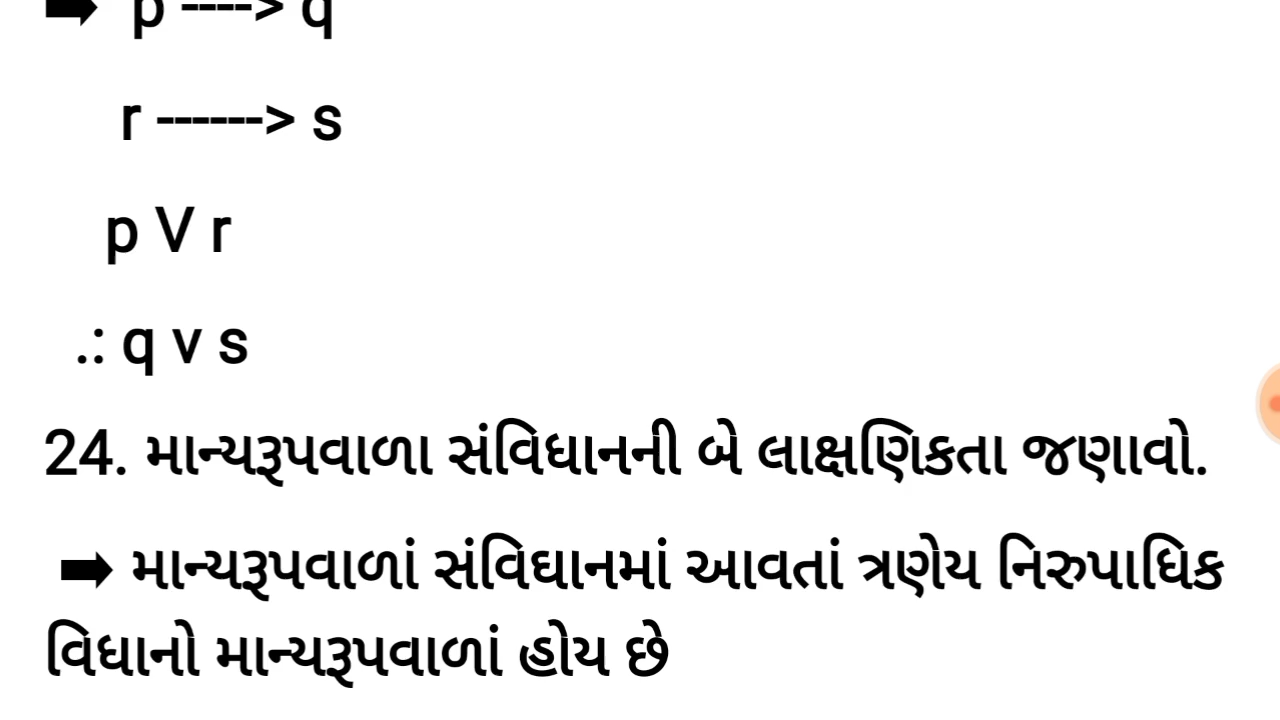 ➡ p ----> q
r ------> s
p V r
.: q v s
24. માન્યરૂપવાળા સંવિધાનની બે લાક્ષણિકતા જણાવો.
➡ માન્યરૂપવાળાં સંવિઘાનમાં આવતાં ત્રણેય નિરુપાધિક
વિધાનો માન્યરૂપવાળાં હોય છે